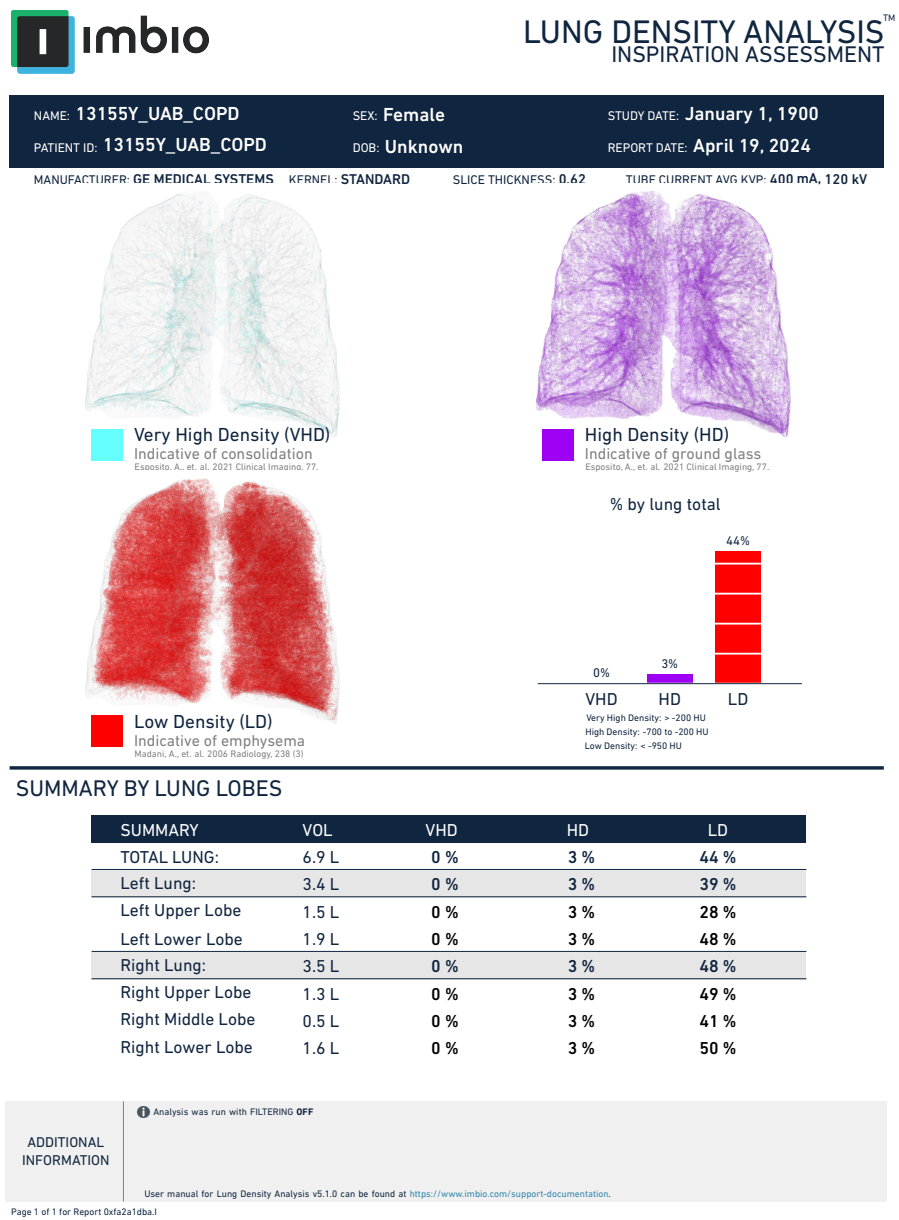 imbio
LUNG DENSITY ANALYSIS™
INSPIRATION ASSESSMENT
NAME: 13155Y_UAB_COPD SEX: Female STUDY DATE: January 1, 1900
PATIENT ID: 13155Y_UAB_COPD DOB: Unknown REPORT DATE: April 19, 2024
MANUFACTURER: GE MEDICAL SYSTEMS KERNEL: STANDARD SLICE THICKNESS: 0.62 TUBE CURRENT AVG KVP: 400 mA, 120 kV
Very High Density (VHD)
Indicative of consolidation
Esposito, A., et. al. 2021 Clinical Imaging, 77.
High Density (HD)
Indicative of ground glass
Esposito, A., et. al. 2021 Clinical Imaging, 77.
Low Density (LD)
Indicative of emphysema
Madani, A., et. al. 2006 Radiology, 238 (3)
% by lung total
44%
3%
0%
VHD HD LD
Very High Density: > -200 HU
High Density: -700 to -200 HU
Low Density: < -950 HU
SUMMARY BY LUNG LOBES
SUMMARY VOL VHD HD LD
TOTAL LUNG: 6.9 L 0 % 3 % 44 %
Left Lung: 3.4 L 0 % 3 % 39 %
Left Upper Lobe 1.5 L 0 % 3 % 28 %
Left Lower Lobe 1.9 L 0 % 3 % 48 %
Right Lung: 3.5 L 0 % 3 % 48 %
Right Upper Lobe 1.3 L 0 % 3 % 49 %
Right Middle Lobe 0.5 L 0 % 3 % 41 %
Right Lower Lobe 1.6 L 0 % 3 % 50 %
ADDITIONAL
INFORMATION
i Analysis was run with FILTERING OFF
User manual for Lung Density Analysis v5.1.0 can be found at https://www.imbio.com/support-documentation.
Page 1 of 1 for Report 0xfa2a1dba.I